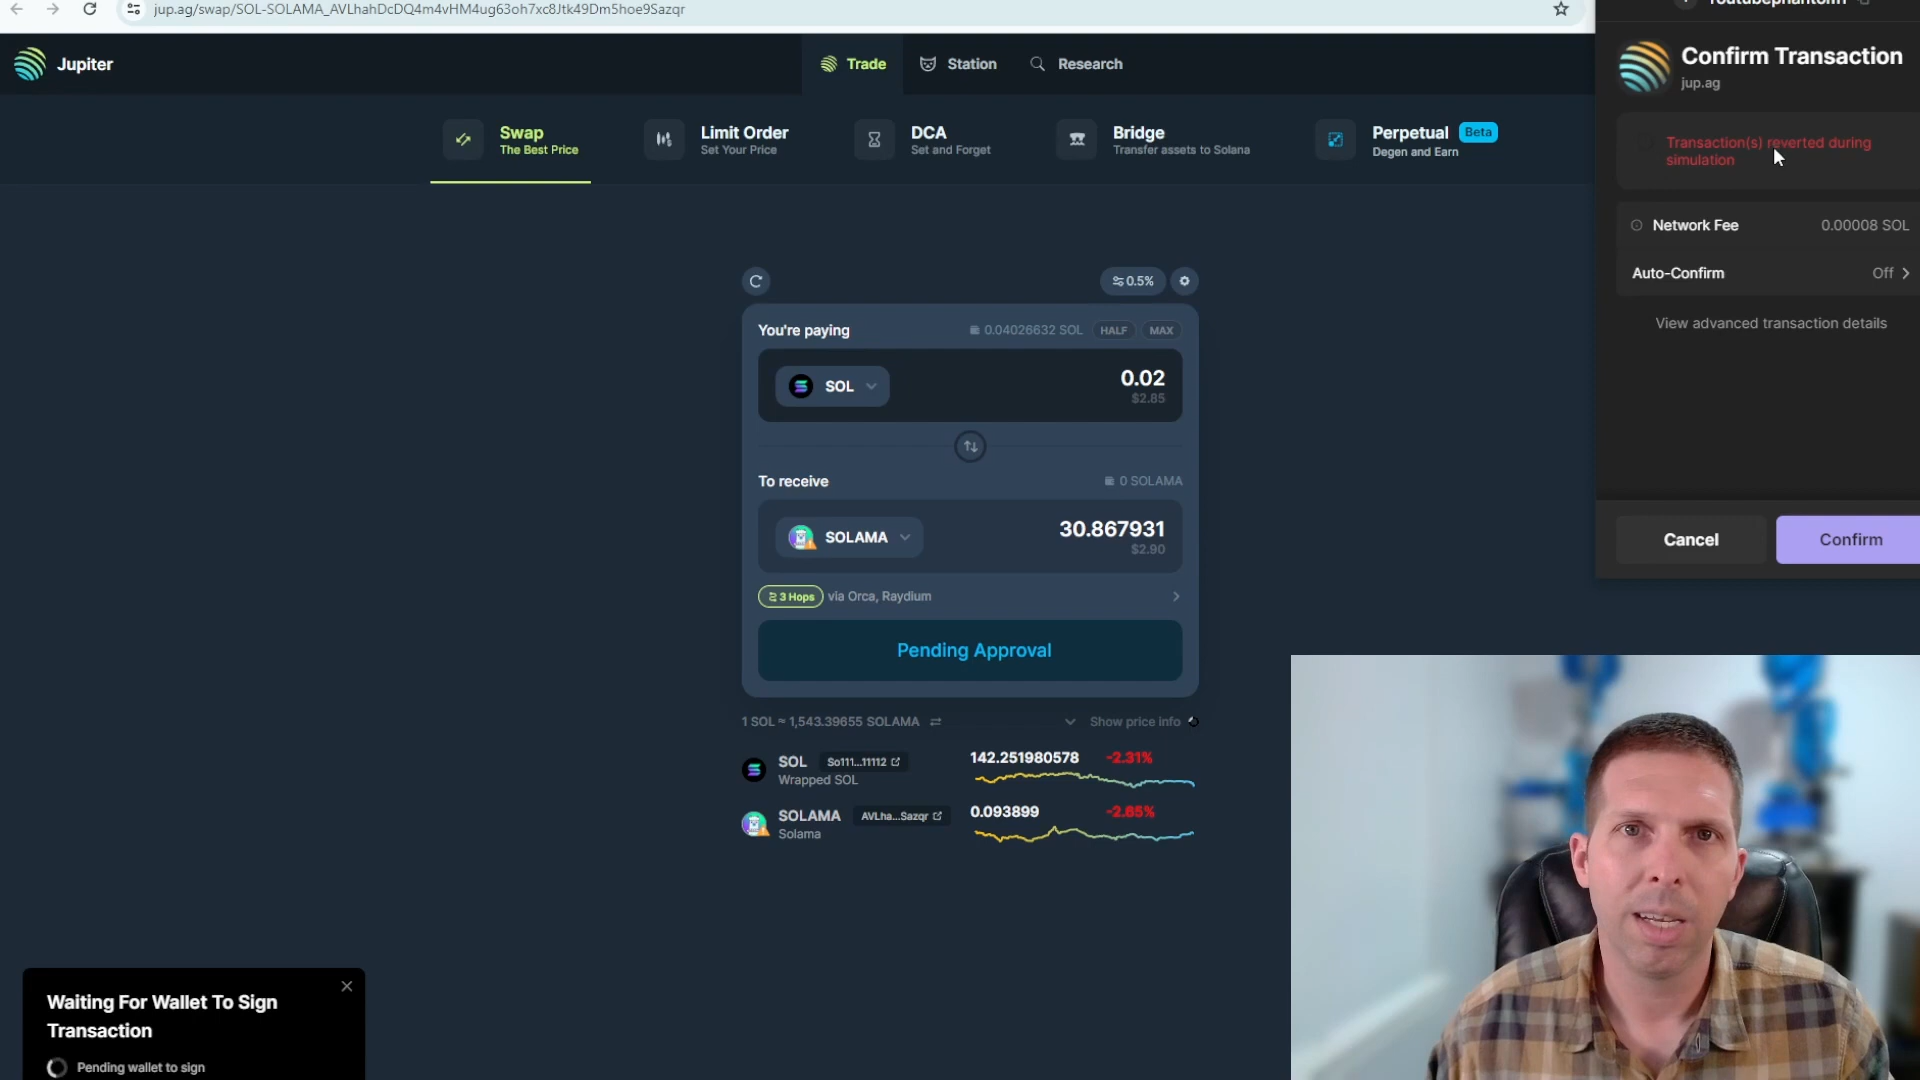 jup.ag/swap/SOL-SOLAMA_AVLhahDcDQ4m4vHM4ug63oh7xc8Jtk49Dm5hoe9Sazqr
Youtubephantom
Jupiter
Trade
Station
Research
Confirm Transaction
jup.ag
Swap
The Best Price
Limit Order
Set Your Price
DCA
Set and Forget
Bridge
Transfer assets to Solana
Perpetual Beta
Degen and Earn
Transaction(s) reverted during
simulation
Network Fee 0.00008 SOL
Auto-Confirm Off
View advanced transaction details
Cancel
Confirm
0.5%
You're paying 0.04026632 SOL HALF MAX
SOL 0.02
$2.85
To receive 0 SOLAMA
SOLAMA 30.867931
$2.90
3 Hops via Orca, Raydium
Pending Approval
1 SOL ≈ 1,543.39655 SOLAMA Show price info
SOL So111...11112 142.251980578 -2.31%
Wrapped SOL
SOLAMA AVLha...Sazqr 0.093899 -2.65%
Solama
Waiting For Wallet To Sign
Transaction
Pending wallet to sign